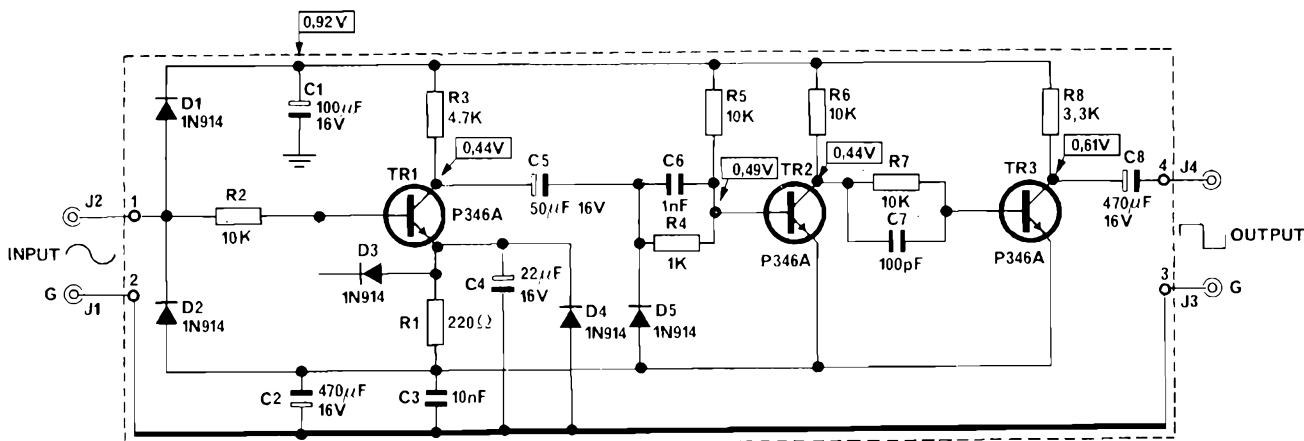 0,92V
D1
1N914
C1
100µF
16V
R3
4.7K
R5
10K
R6
10K
R8
3,3K
0,44V
0,49V
0,44V
0,61V
J2
1
R2
10K
TR1
P346A
C5
50µF 16V
C6
1nF
R4
1K
TR2
P346A
R7
10K
C7
100pF
TR3
P346A
C8
470µF
16V
4
J4
INPUT
OUTPUT
G
2
J1
D2
1N914
D3
1N914
R1
220Ω
C4
22µF
16V
D4
1N914
D5
1N914
3
G
J3
C2
470µF
16V
C3
10nF